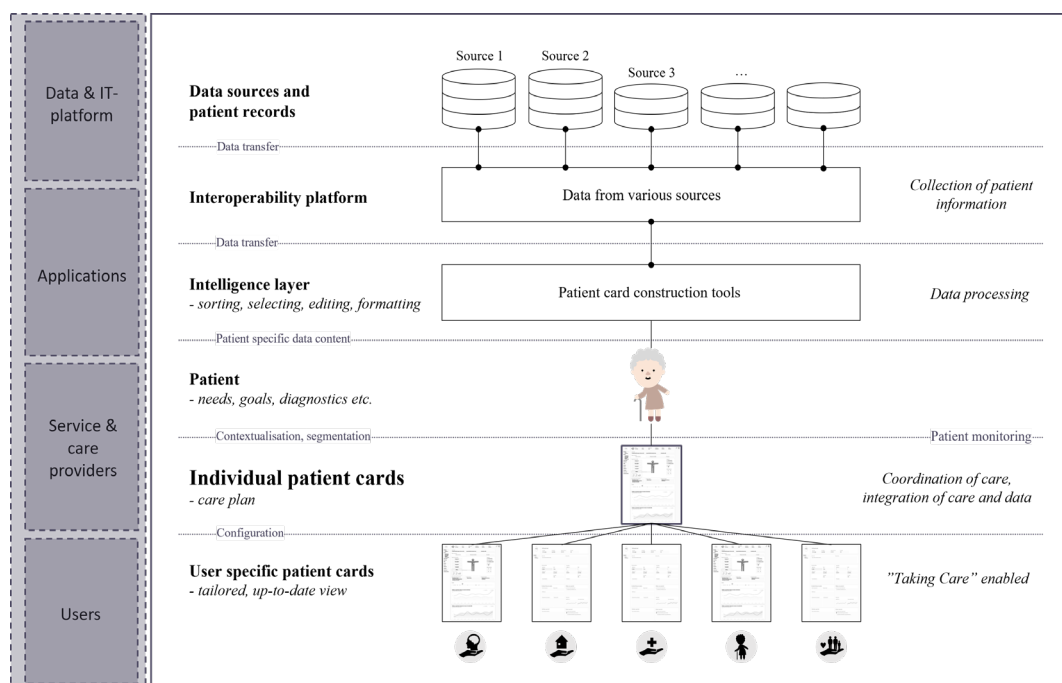 Data & IT-
platform
Applications
Service &
care
providers
Users
Source 1
Source 2
Source 3
...
Data sources and
patient records
Data transfer
Interoperability platform
Data from various sources
Collection of patient
information
Data transfer
Intelligence layer
- sorting, selecting, editing, formatting
Patient card construction tools
Data processing
Patient specific data content
Patient
- needs, goals, diagnostics etc.
Contextualisation, segmentation
Patient monitoring
Individual patient cards
- care plan
Coordination of care,
integration of care and data
Configuration
User specific patient cards
- tailored, up-to-date view
"Taking Care" enabled